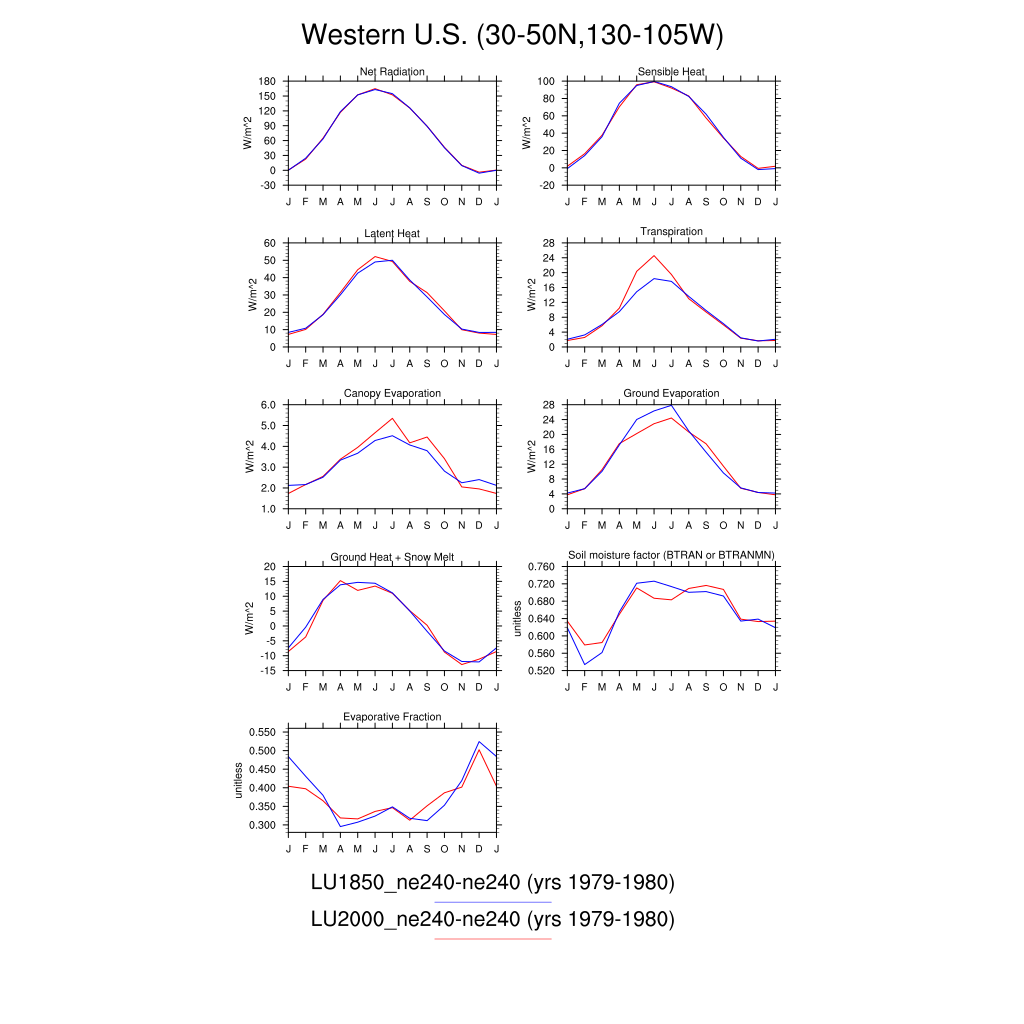 Western U.S. (30-50N,130-105W)
Net Radiation
180
150
120
90
60
30
0
-30
W/m^2
J F M A M J J A S O N D J
Sensible Heat
100
80
60
40
20
0
-20
W/m^2
J F M A M J J A S O N D J
Latent Heat
60
50
40
30
20
10
0
W/m^2
J F M A M J J A S O N D J
Transpiration
28
24
20
16
12
8
4
0
W/m^2
J F M A M J J A S O N D J
Canopy Evaporation
6.0
5.0
4.0
3.0
2.0
1.0
W/m^2
J F M A M J J A S O N D J
Ground Evaporation
28
24
20
16
12
8
4
0
W/m^2
J F M A M J J A S O N D J
Ground Heat + Snow Melt
20
15
10
5
0
-5
-10
-15
W/m^2
J F M A M J J A S O N D J
Soil moisture factor (BTRAN or BTRANMN)
0.760
0.720
0.680
0.640
0.600
0.560
0.520
unitless
J F M A M J J A S O N D J
Evaporative Fraction
0.550
0.500
0.450
0.400
0.350
0.300
unitless
J F M A M J J A S O N D J
LU1850_ne240-ne240 (yrs 1979-1980)
LU2000_ne240-ne240 (yrs 1979-1980)